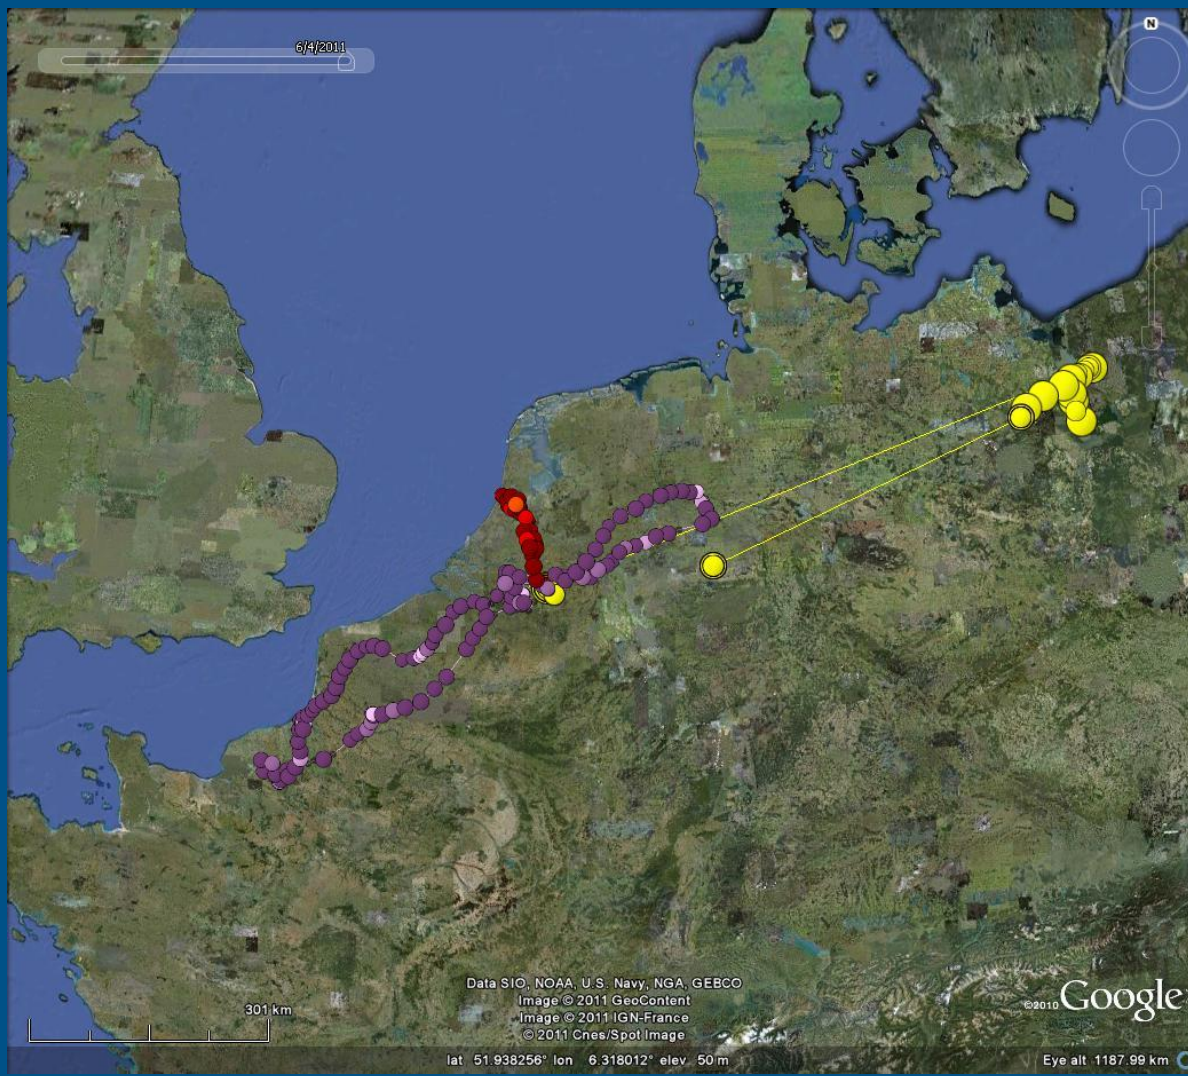 6/4/2011
N
Data SIO, NOAA, U.S. Navy, NGA, GEBCO
Image © 2011 GeoContent
Image © 2011 IGN-France
© 2011 Cnes/Spot Image
©2010 Google
301 km
lat 51.938256° lon 6.318012° elev 50 m
Eye alt 1187.99 km